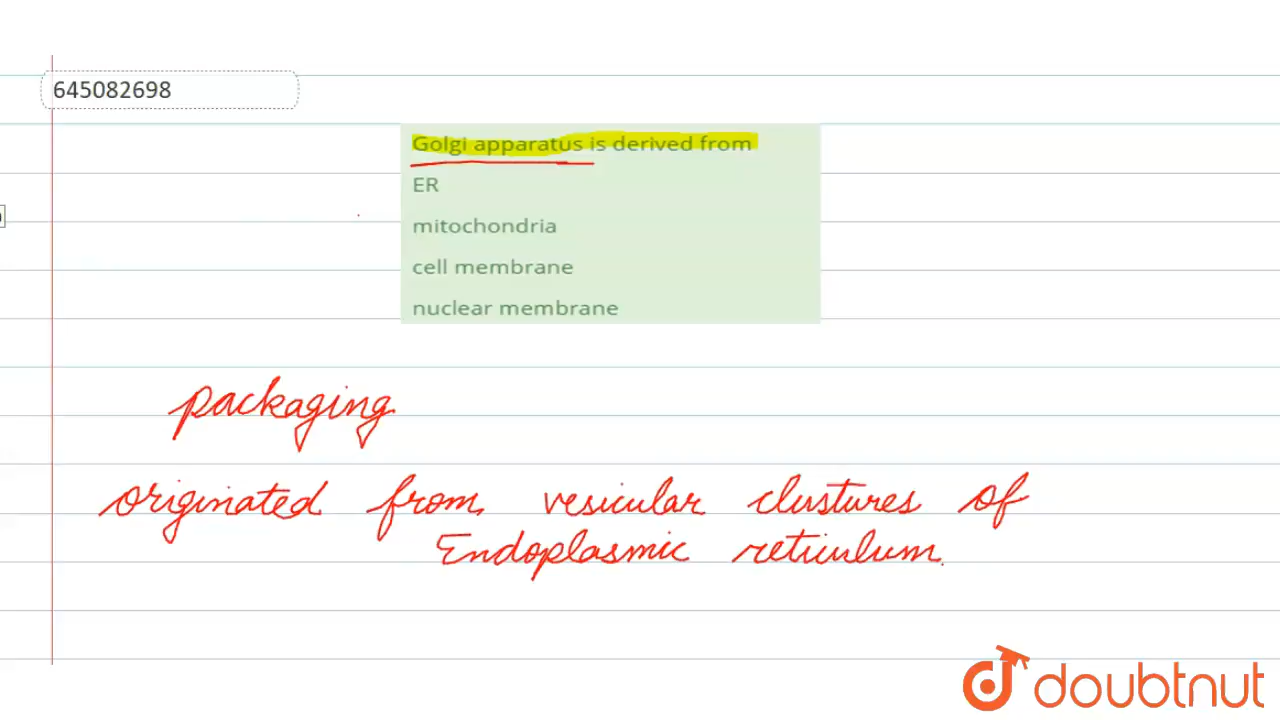 645082698
Golgi apparatus is derived from
ER
mitochondria
cell membrane
nuclear membrane
packaging
originated from vesicular clustures of
Endoplasmic reticulum.
doubtnut